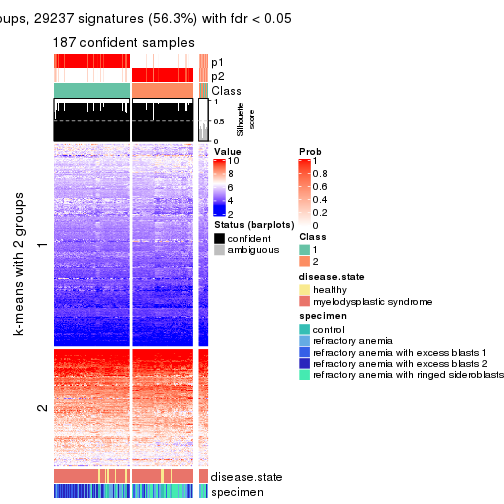 oups, 29237 signatures (56.3%) with fdr < 0.05
187 confident samples
p1
p2
Class
1
0.5
0
Silhouette
score
k-means with 2 groups
1
2
Value
10
8
6
4
2
Status (barplots)
confident
ambiguous
Prob
1
0.8
0.6
0.4
0.2
0
Class
1
2
disease.state
healthy
myelodysplastic syndrome
specimen
control
refractory anemia
refractory anemia with excess blasts 1
refractory anemia with excess blasts 2
refractory anemia with ringed sideroblasts
disease.state
specimen